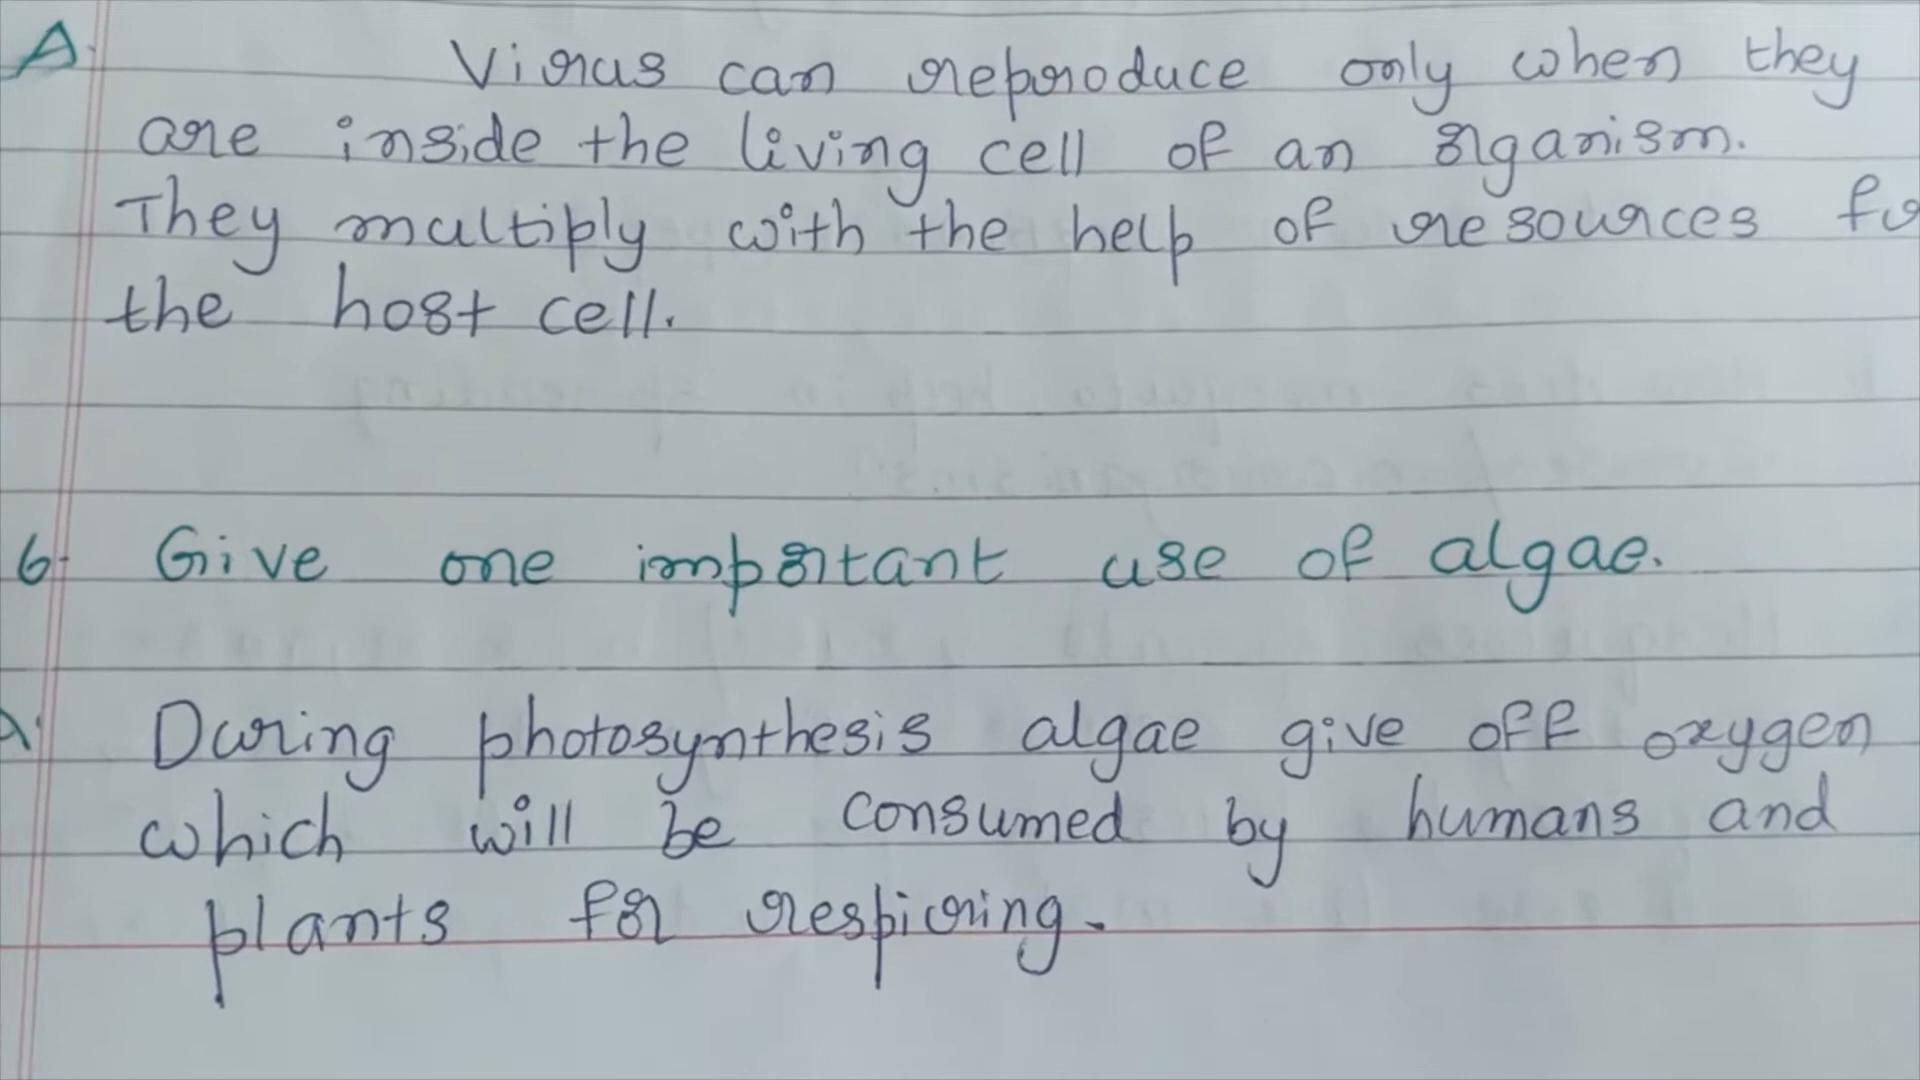 A. Virus can reproduce only when they
are inside the living cell of an organism.
They multiply with the help of resources
the host cell.
6. Give one important use of algae.
A. During photosynthesis algae give off oxygen
which will be consumed by humans and
plants for respiring.